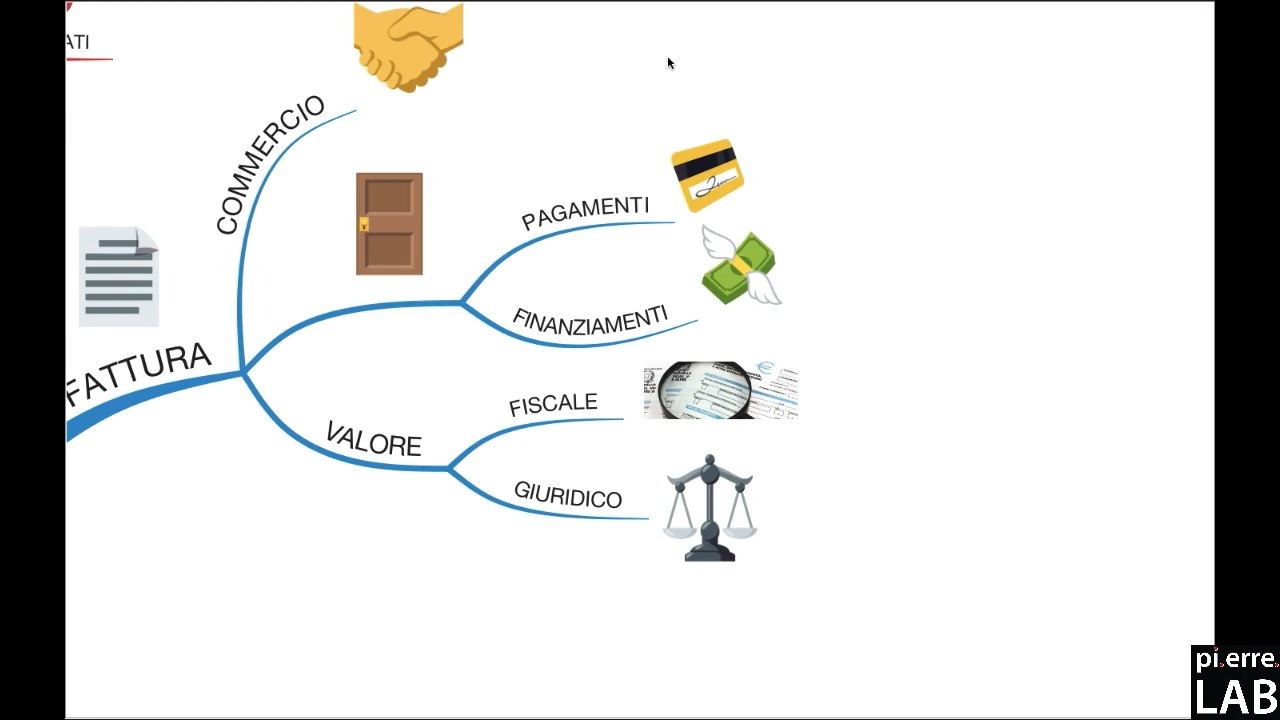 ATI
COMMERCIO
PAGAMENTI
FINANZIAMENTI
FATTURA
FISCALE
VALORE
GIURIDICO
pi.erre.
LAB